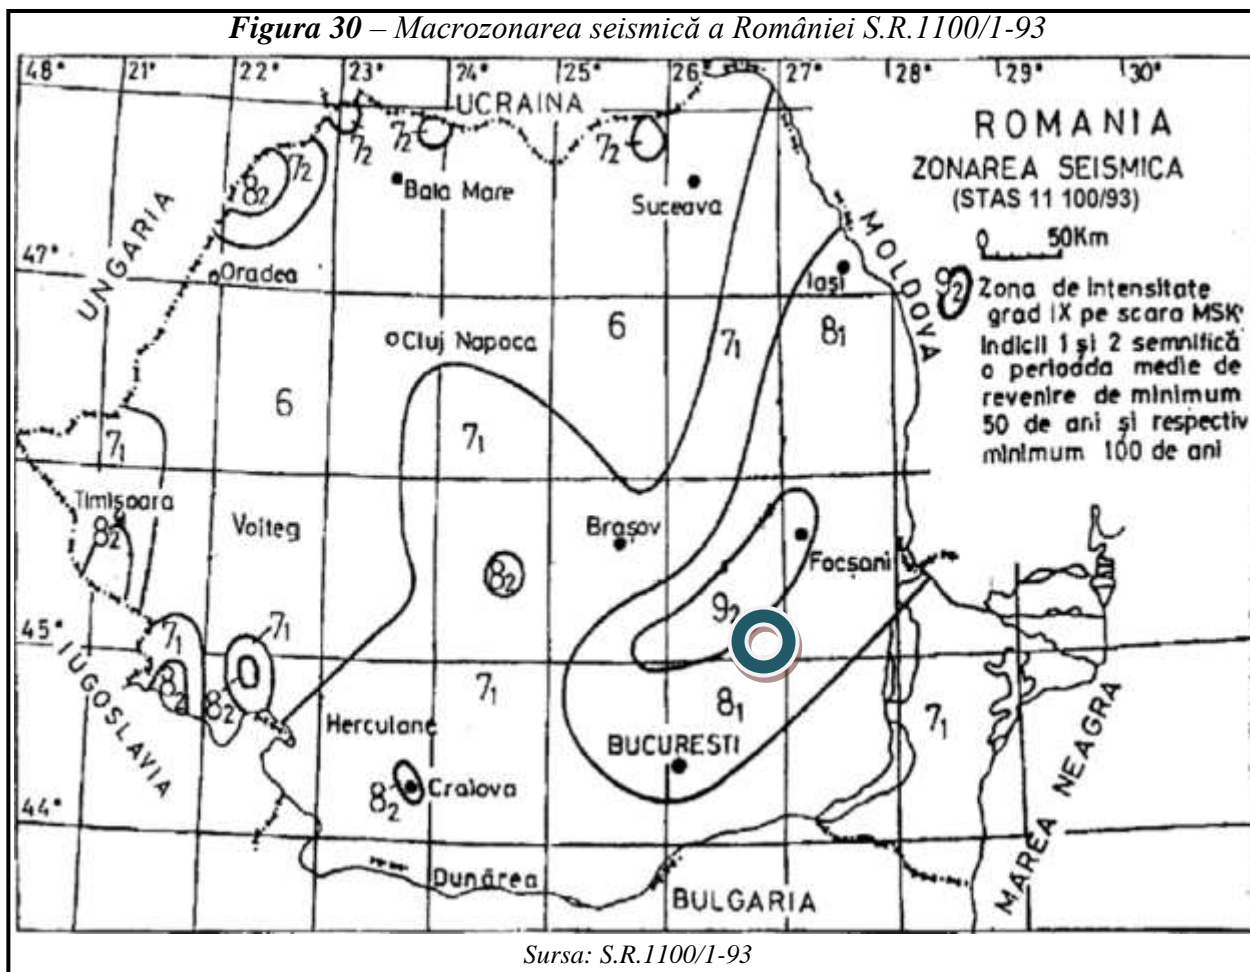 Figura 30 – Macrozonarea seismică a României S.R.1100/1-93
48° 21° 22° 23° 24° 25° 26° 27° 28° 29° 30°
UCRAINA
ROMANIA
ZONAREA SEISMICA
(STAS 11 100/93)
0 50Km
9₂ Zona de intensitate
grad IX pe scara MSK
Indicii 1 și 2 semnifică
o perioada medie de
revenire de minimum
50 de ani și respectiv
minimum 100 de ani
7₂ 7₂ 7₂ 7₂
8₂
Baia Mare
Suceava
UNGARIA
MOLDOVA
47°
Oradea
Iași
Cluj Napoca
6 7₁ 8₁
6
7₁ 7₁
Timișoara
8₂
Voiteg
Brașov
Focșani
8₂
9₂
45°
IUGOSLAVIA
7₁ 7₁
8₂
7₁ 8₁ 7₁
Herculane
BUCURESTI
8₂
Craiova
44°
MAREA NEAGRA
Dunărea
BULGARIA
Sursa: S.R.1100/1-93